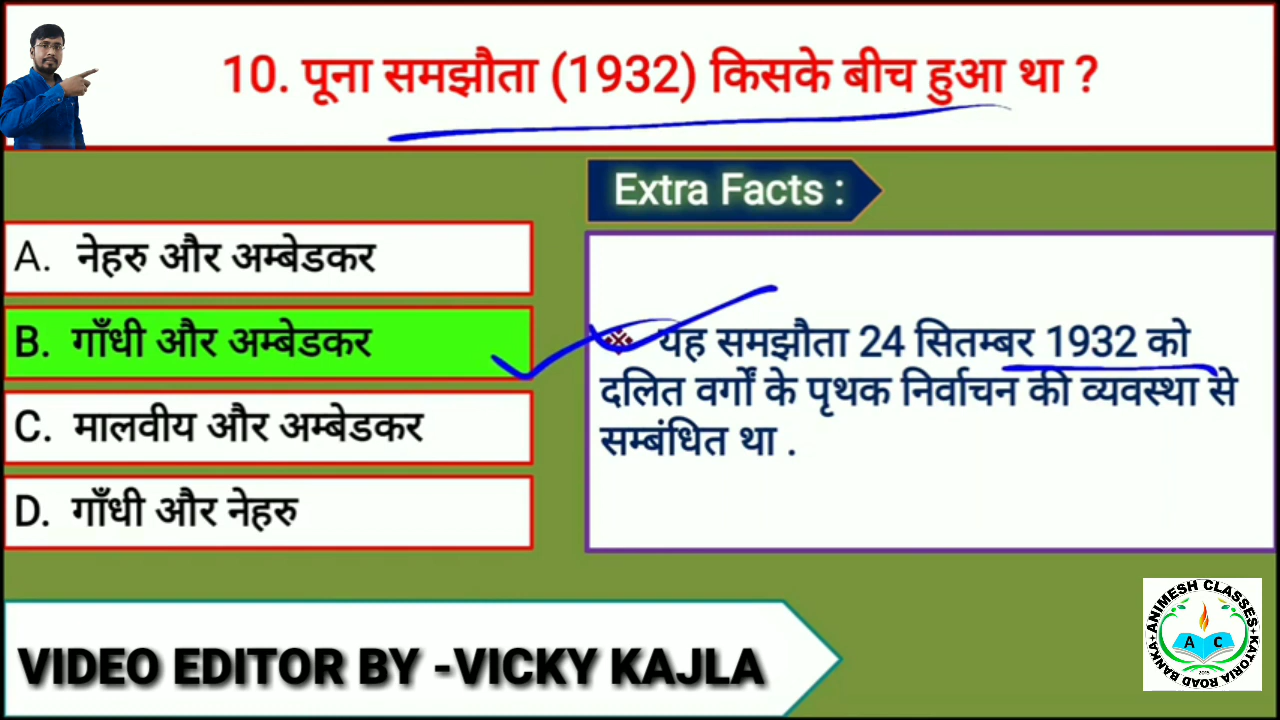 10. पूना समझौता (1932) किसके बीच हुआ था ?
Extra Facts :
A. नेहरु और अम्बेडकर
B. गाँधी और अम्बेडकर
C. मालवीय और अम्बेडकर
D. गाँधी और नेहरु
यह समझौता 24 सितम्बर 1932 को
दलित वर्गों के पृथक निर्वाचन की व्यवस्था से
सम्बंधित था .
VIDEO EDITOR BY -VICKY KAJLA
ANIMESH CLASSES
A C
KATORIA ROAD BANKA